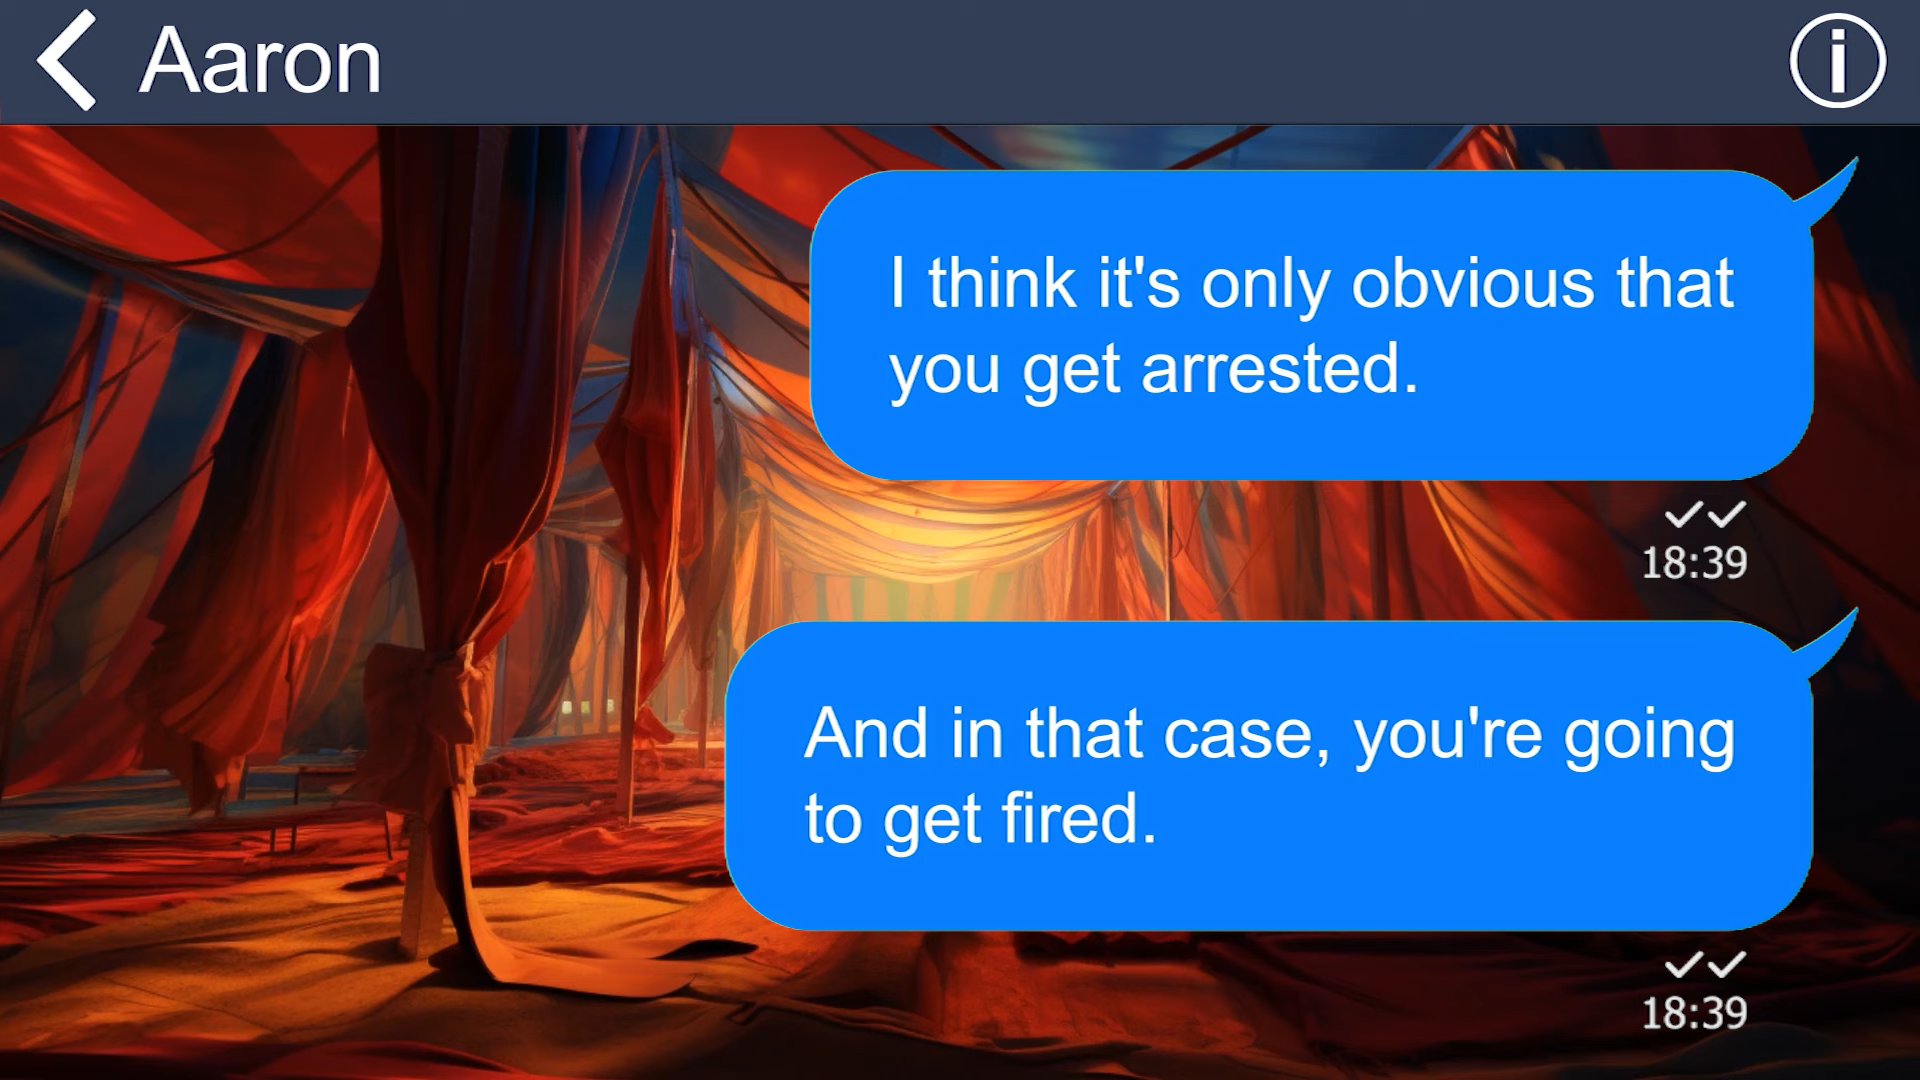 Aaron
I think it's only obvious that
you get arrested.
18:39
And in that case, you're going
to get fired.
18:39